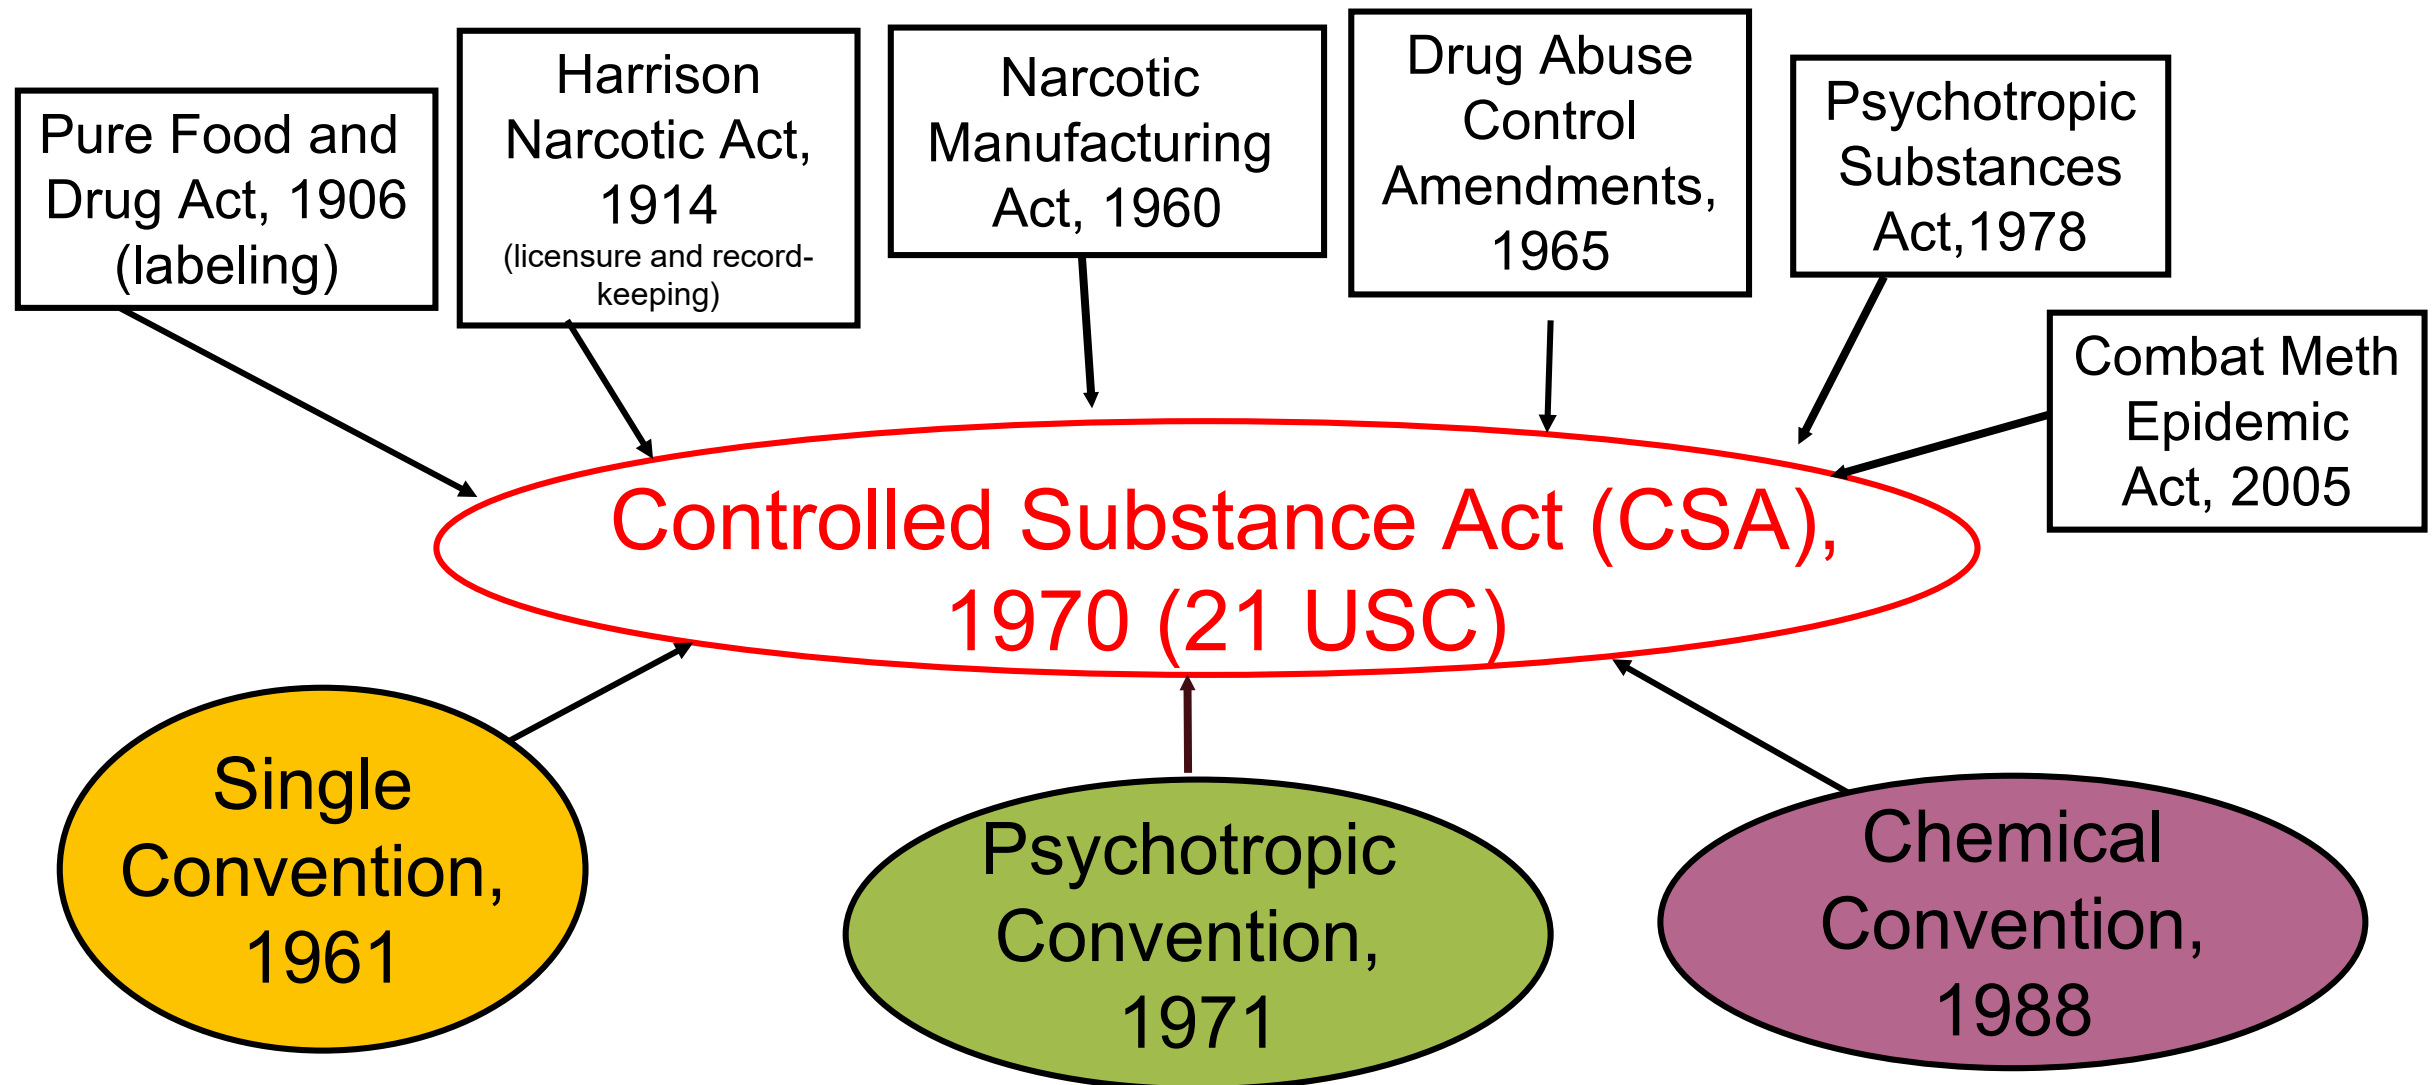 Pure Food and
Drug Act, 1906
(labeling)
Harrison
Narcotic Act,
1914
(licensure and record-
keeping)
Narcotic
Manufacturing
Act, 1960
Drug Abuse
Control
Amendments,
1965
Psychotropic
Substances
Act,1978
Combat Meth
Epidemic
Act, 2005
Controlled Substance Act (CSA),
1970 (21 USC)
Single
Convention,
1961
Psychotropic
Convention,
1971
Chemical
Convention,
1988